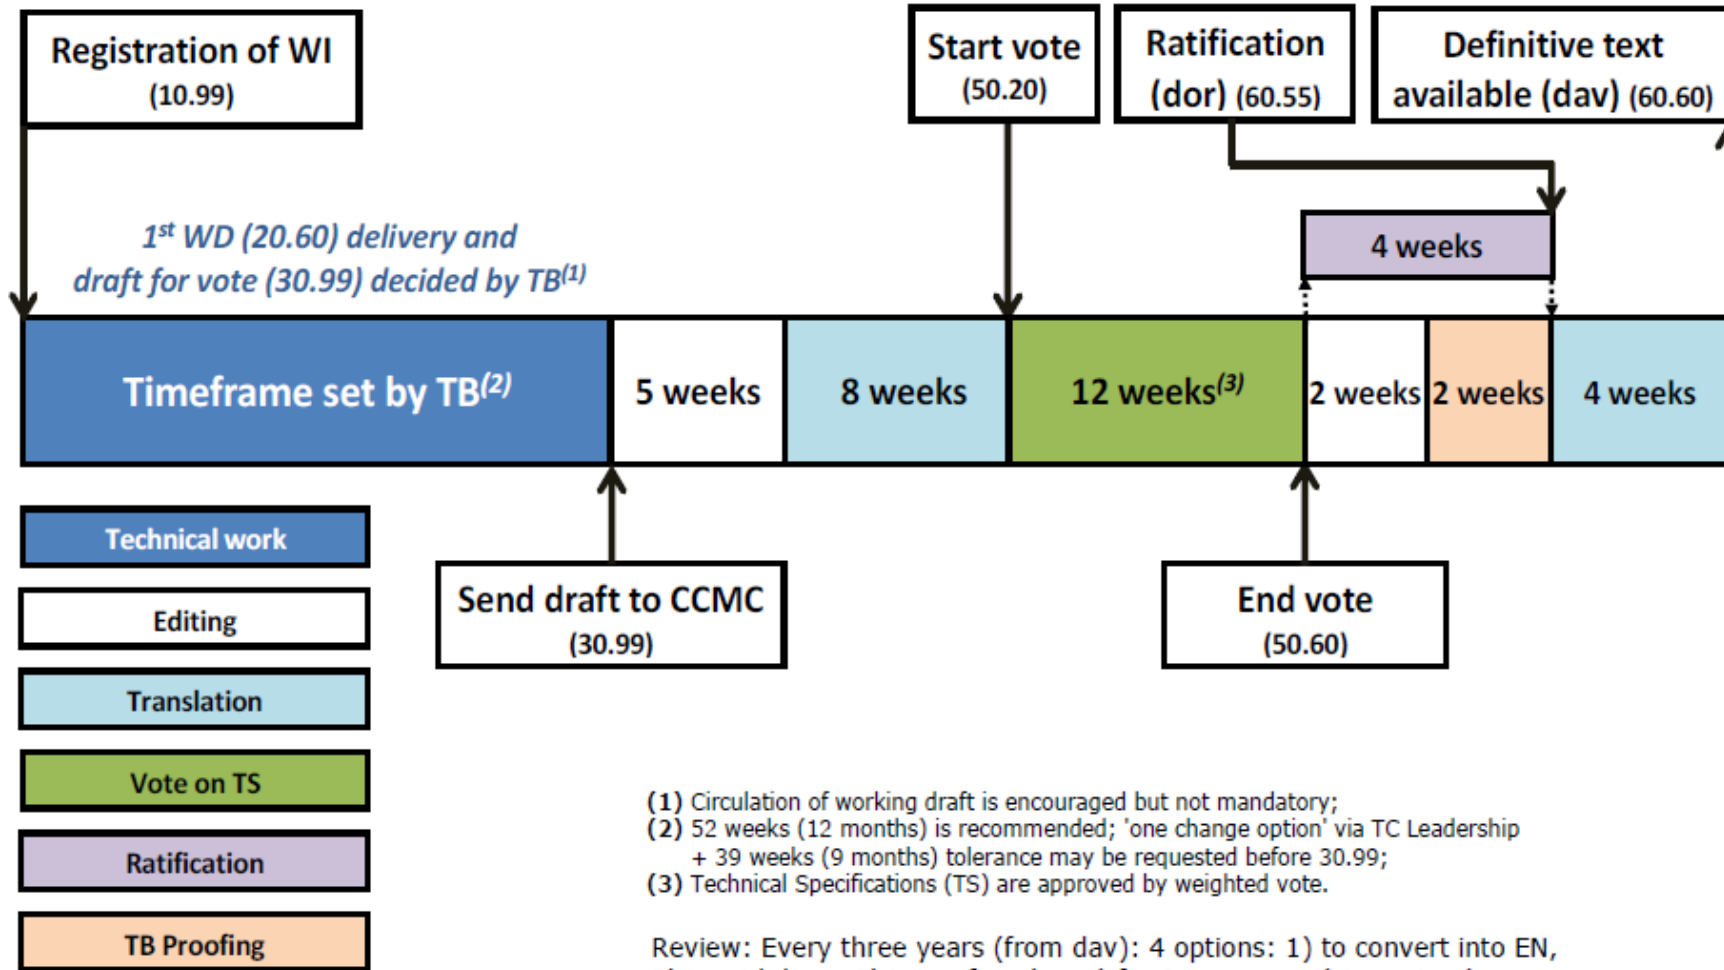 Registration of WI
(10.99)
Start vote
(50.20)
Ratification
(dor) (60.55)
Definitive text
available (dav) (60.60)
1st WD (20.60) delivery and
draft for vote (30.99) decided by TB(1)
4 weeks
Timeframe set by TB(2)
5 weeks
8 weeks
12 weeks(3)
2 weeks
2 weeks
4 weeks
Technical work
Editing
Translation
Vote on TS
Ratification
TB Proofing
Send draft to CCMC
(30.99)
End vote
(50.60)
(1) Circulation of working draft is encouraged but not mandatory;
(2) 52 weeks (12 months) is recommended; 'one change option' via TC Leadership
+ 39 weeks (9 months) tolerance may be requested before 30.99;
(3) Technical Specifications (TS) are approved by weighted vote.
Review: Every three years (from dav): 4 options: 1) to convert into EN,